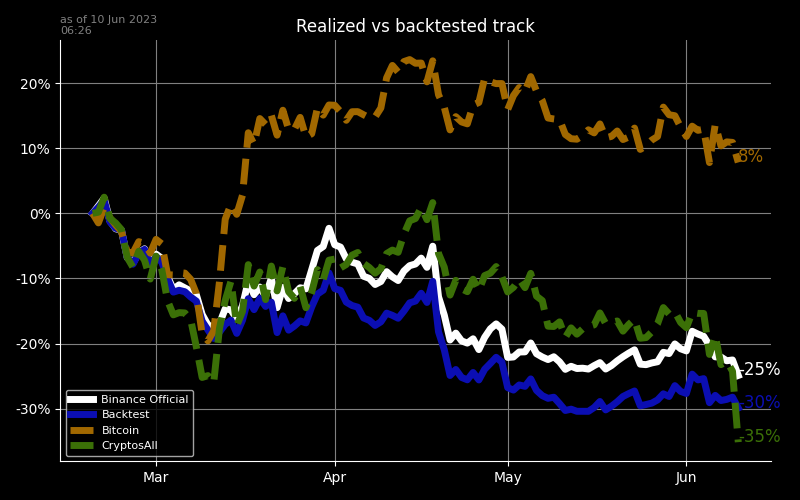 as of 10 Jun 2023
06:26
Realized vs backtested track
20%
10%
0%
-10%
-20%
-30%
8%
-25%
-30%
-35%
Binance Official
Backtest
Bitcoin
CryptosAll
Mar
Apr
May
Jun